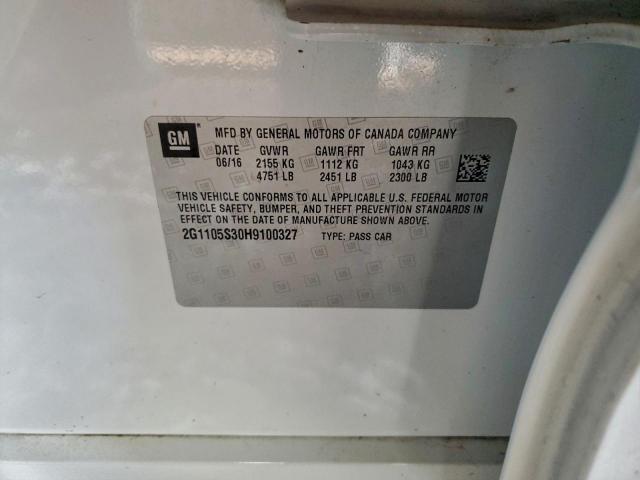 GM
MFD BY GENERAL MOTORS OF CANADA COMPANY
DATE GVWR GAWR FRT GAWR RR
06/16 2155 KG 1112 KG 1043 KG
4751 LB 2451 LB 2300 LB
THIS VEHICLE CONFORMS TO ALL APPLICABLE U.S. FEDERAL MOTOR
VEHICLE SAFETY, BUMPER, AND THEFT PREVENTION STANDARDS IN
EFFECT ON THE DATE OF MANUFACTURE SHOWN ABOVE.
2G1105S30H9100327 TYPE: PASS CAR